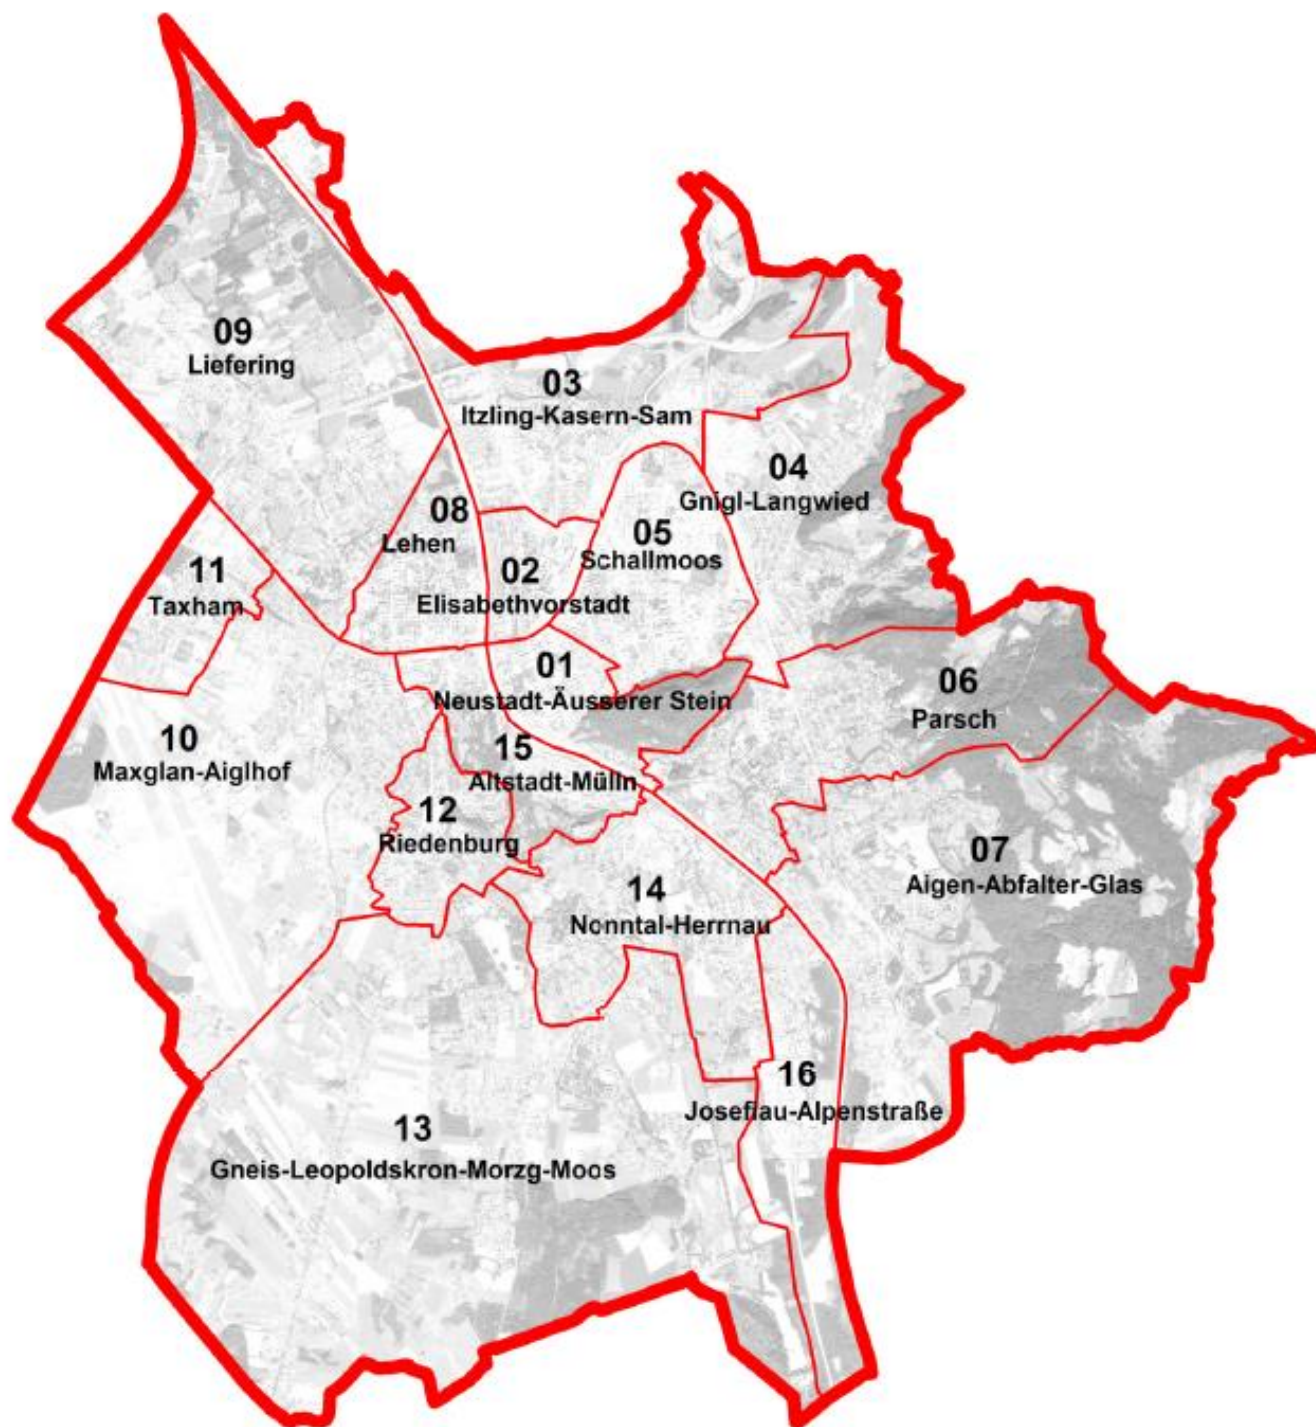 09
Liefering
03
Itzling-Kasern-Sam
04
Gnigl-Langwied
08
Lehen
05
Schallmoos
11
Taxham
02
Elisabethvorstadt
01
Neustadt-Äusserer Stein
06
Parsch
10
Maxglan-Aiglhof
15
Altstadt-Mülln
12
Riedenburg
07
Aigen-Abfalter-Glas
14
Nonntal-Herrnau
16
Joseflau-Alpenstraße
13
Gneis-Leopoldskron-Morzg-Moos